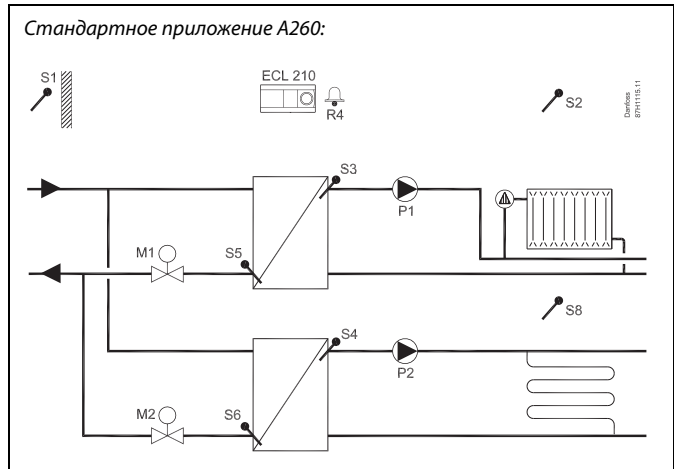 Стандартное приложение A260:
S1
ECL 210
R4
S2
Danfoss
87H1115.11
S3
P1
M1
S5
S8
S4
P2
M2
S6